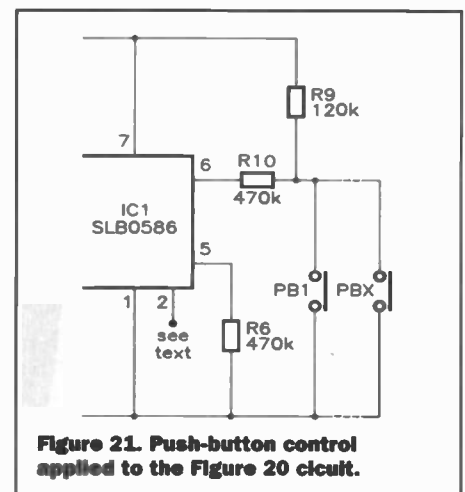 R9
120k
7
6
R10
470k
IC1
SLB0586
5
PB1
PBX
1
2
see
text
R6
470k
Figure 21. Push-button control
applied to the Figure 20 cicuit.